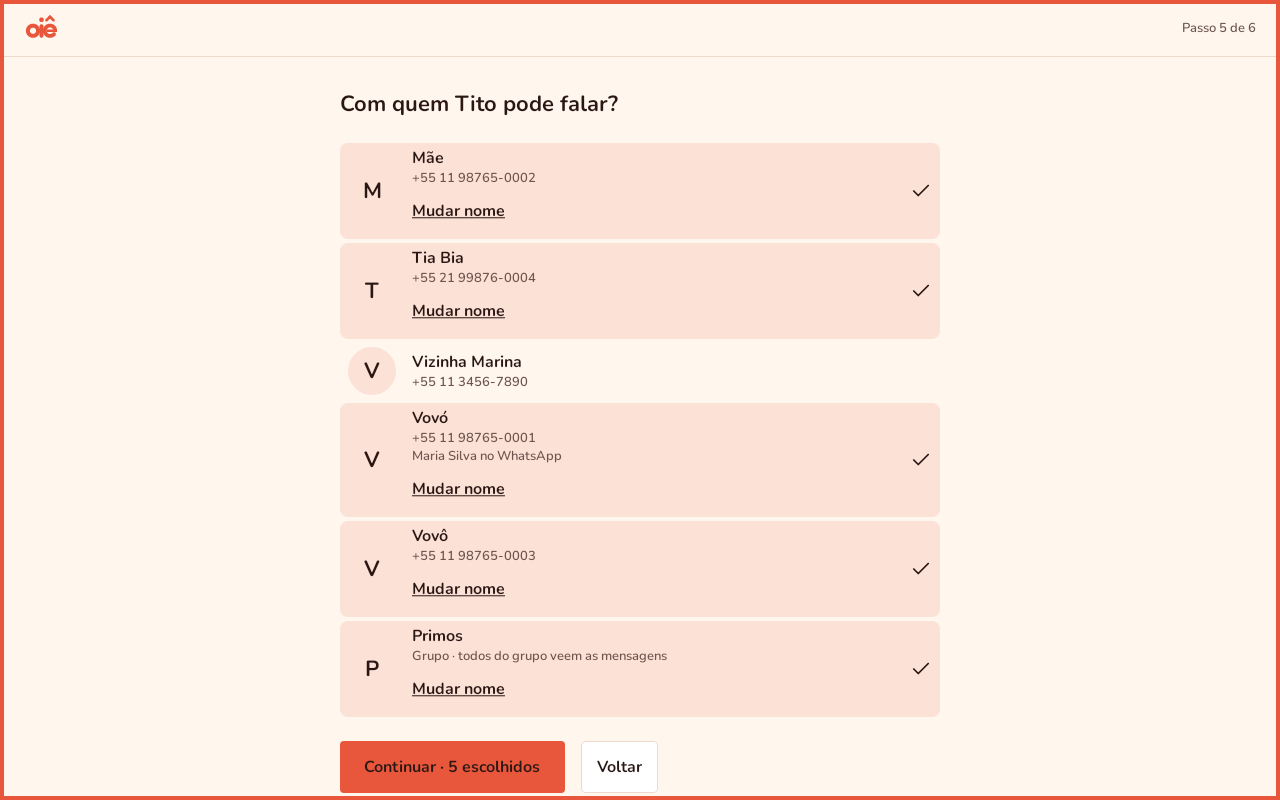 oiê
Passo 5 de 6
Com quem Tito pode falar?
M
Mãe
+55 11 98765-0002
Mudar nome
T
Tia Bia
+55 21 99876-0004
Mudar nome
V
Vizinha Marina
+55 11 3456-7890
V
Vovó
+55 11 98765-0001
Maria Silva no WhatsApp
Mudar nome
V
Vovô
+55 11 98765-0003
Mudar nome
P
Primos
Grupo · todos do grupo veem as mensagens
Mudar nome
Continuar · 5 escolhidos
Voltar